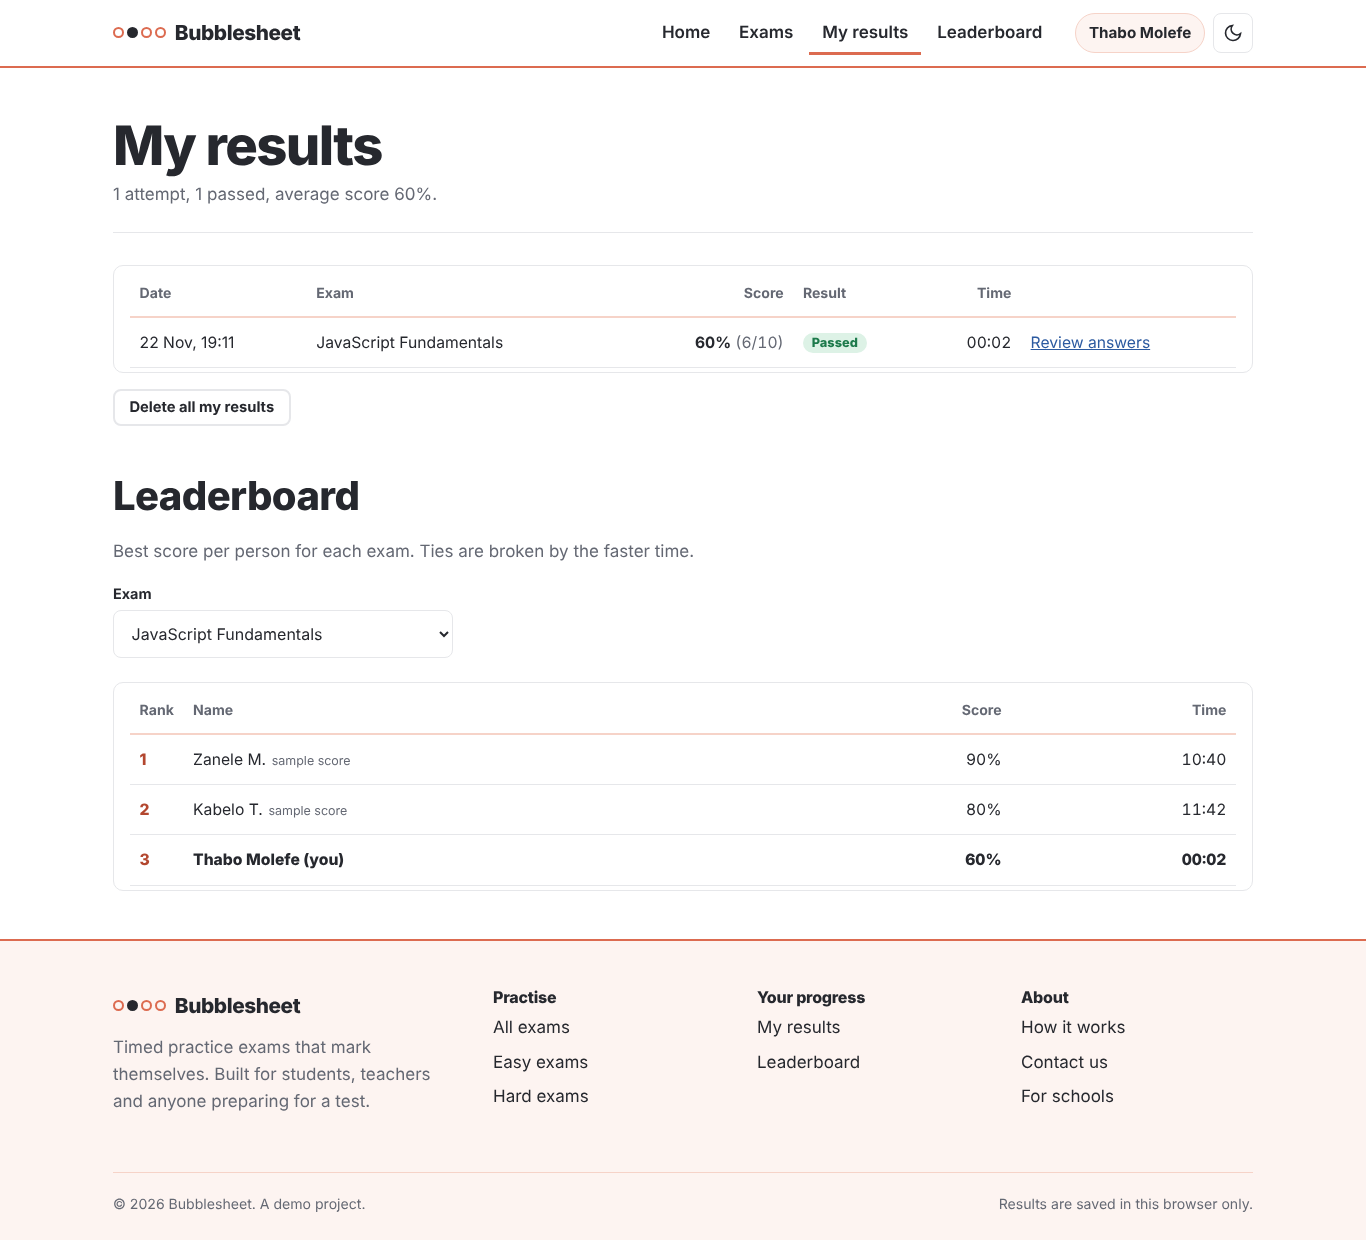 Bubblesheet
Home Exams My results Leaderboard Thabo Molefe
My results
1 attempt, 1 passed, average score 60%.
Date Exam Score Result Time
22 Nov, 19:11 JavaScript Fundamentals 60% (6/10) Passed 00:02 Review answers
Delete all my results
Leaderboard
Best score per person for each exam. Ties are broken by the faster time.
Exam
JavaScript Fundamentals
Rank Name Score Time
1 Zanele M. sample score 90% 10:40
2 Kabelo T. sample score 80% 11:42
3 Thabo Molefe (you) 60% 00:02
Bubblesheet
Timed practice exams that mark
themselves. Built for students, teachers
and anyone preparing for a test.
Practise
All exams
Easy exams
Hard exams
Your progress
My results
Leaderboard
About
How it works
Contact us
For schools
© 2026 Bubblesheet. A demo project.
Results are saved in this browser only.